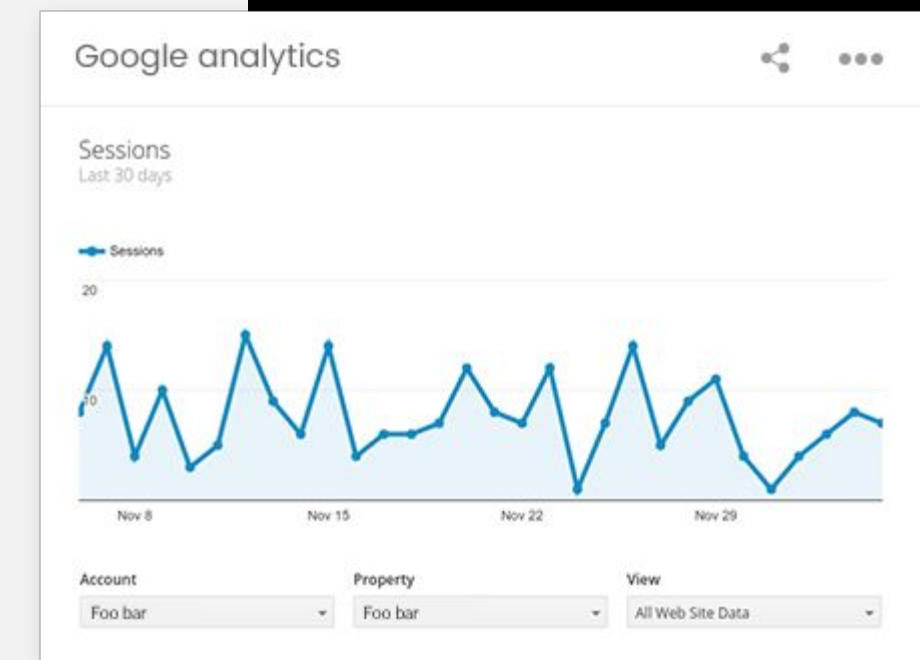 Google analytics
Sessions
Last 30 days
Sessions
20
10
Nov 8 Nov 15 Nov 22 Nov 29
Account Property View
Foo bar Foo bar All Web Site Data